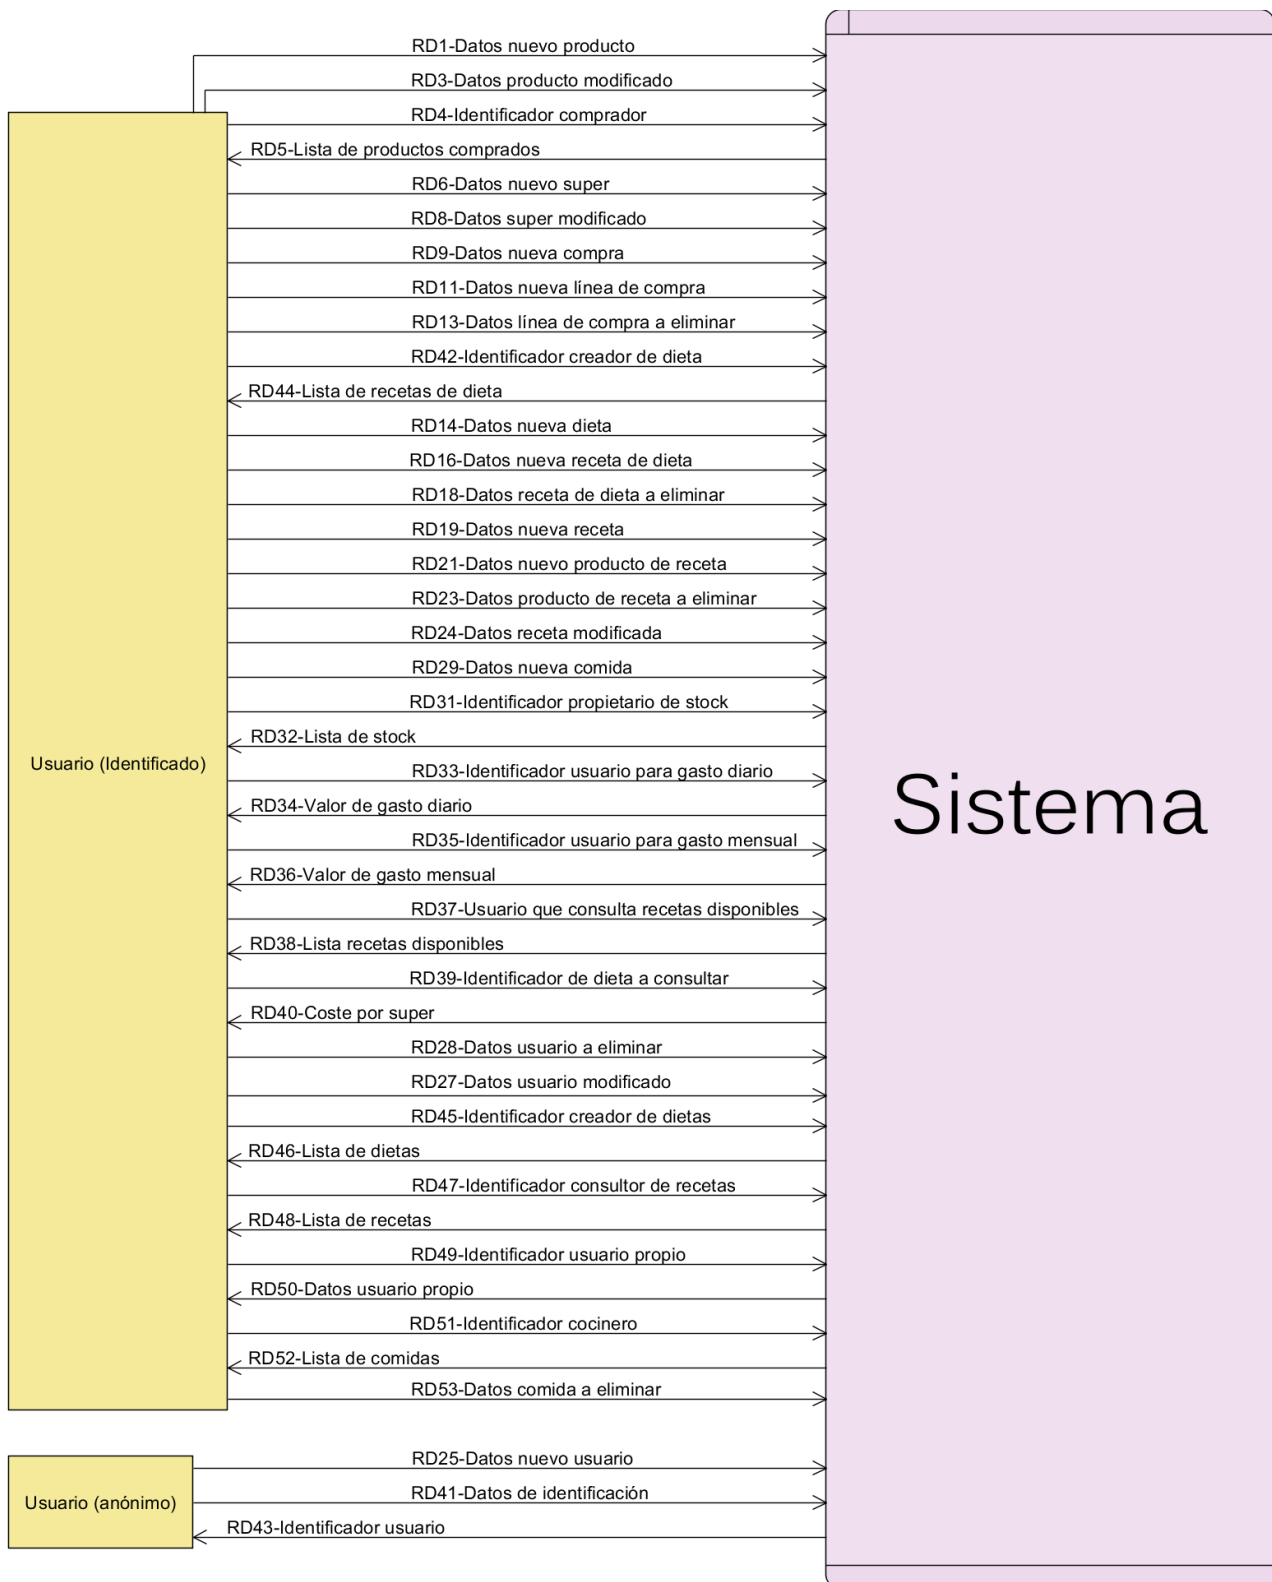 RD1-Datos nuevo producto
RD3-Datos producto modificado
RD4-Identificador comprador
RD5-Lista de productos comprados
RD6-Datos nuevo super
RD8-Datos super modificado
RD9-Datos nueva compra
RD11-Datos nueva línea de compra
RD13-Datos línea de compra a eliminar
RD42-Identificador creador de dieta
RD44-Lista de recetas de dieta
RD14-Datos nueva dieta
RD16-Datos nueva receta de dieta
RD18-Datos receta de dieta a eliminar
RD19-Datos nueva receta
RD21-Datos nuevo producto de receta
RD23-Datos producto de receta a eliminar
RD24-Datos receta modificada
RD29-Datos nueva comida
RD31-Identificador propietario de stock
RD32-Lista de stock
Usuario (Identificado)
RD33-Identificador usuario para gasto diario
RD34-Valor de gasto diario
Sistema
RD35-Identificador usuario para gasto mensual
RD36-Valor de gasto mensual
RD37-Usuario que consulta recetas disponibles
RD38-Lista recetas disponibles
RD39-Identificador de dieta a consultar
RD40-Coste por super
RD28-Datos usuario a eliminar
RD27-Datos usuario modificado
RD45-Identificador creador de dietas
RD46-Lista de dietas
RD47-Identificador consultor de recetas
RD48-Lista de recetas
RD49-Identificador usuario propio
RD50-Datos usuario propio
RD51-Identificador cocinero
RD52-Lista de comidas
RD53-Datos comida a eliminar
RD25-Datos nuevo usuario
RD41-Datos de identificación
Usuario (anónimo)
RD43-Identificador usuario